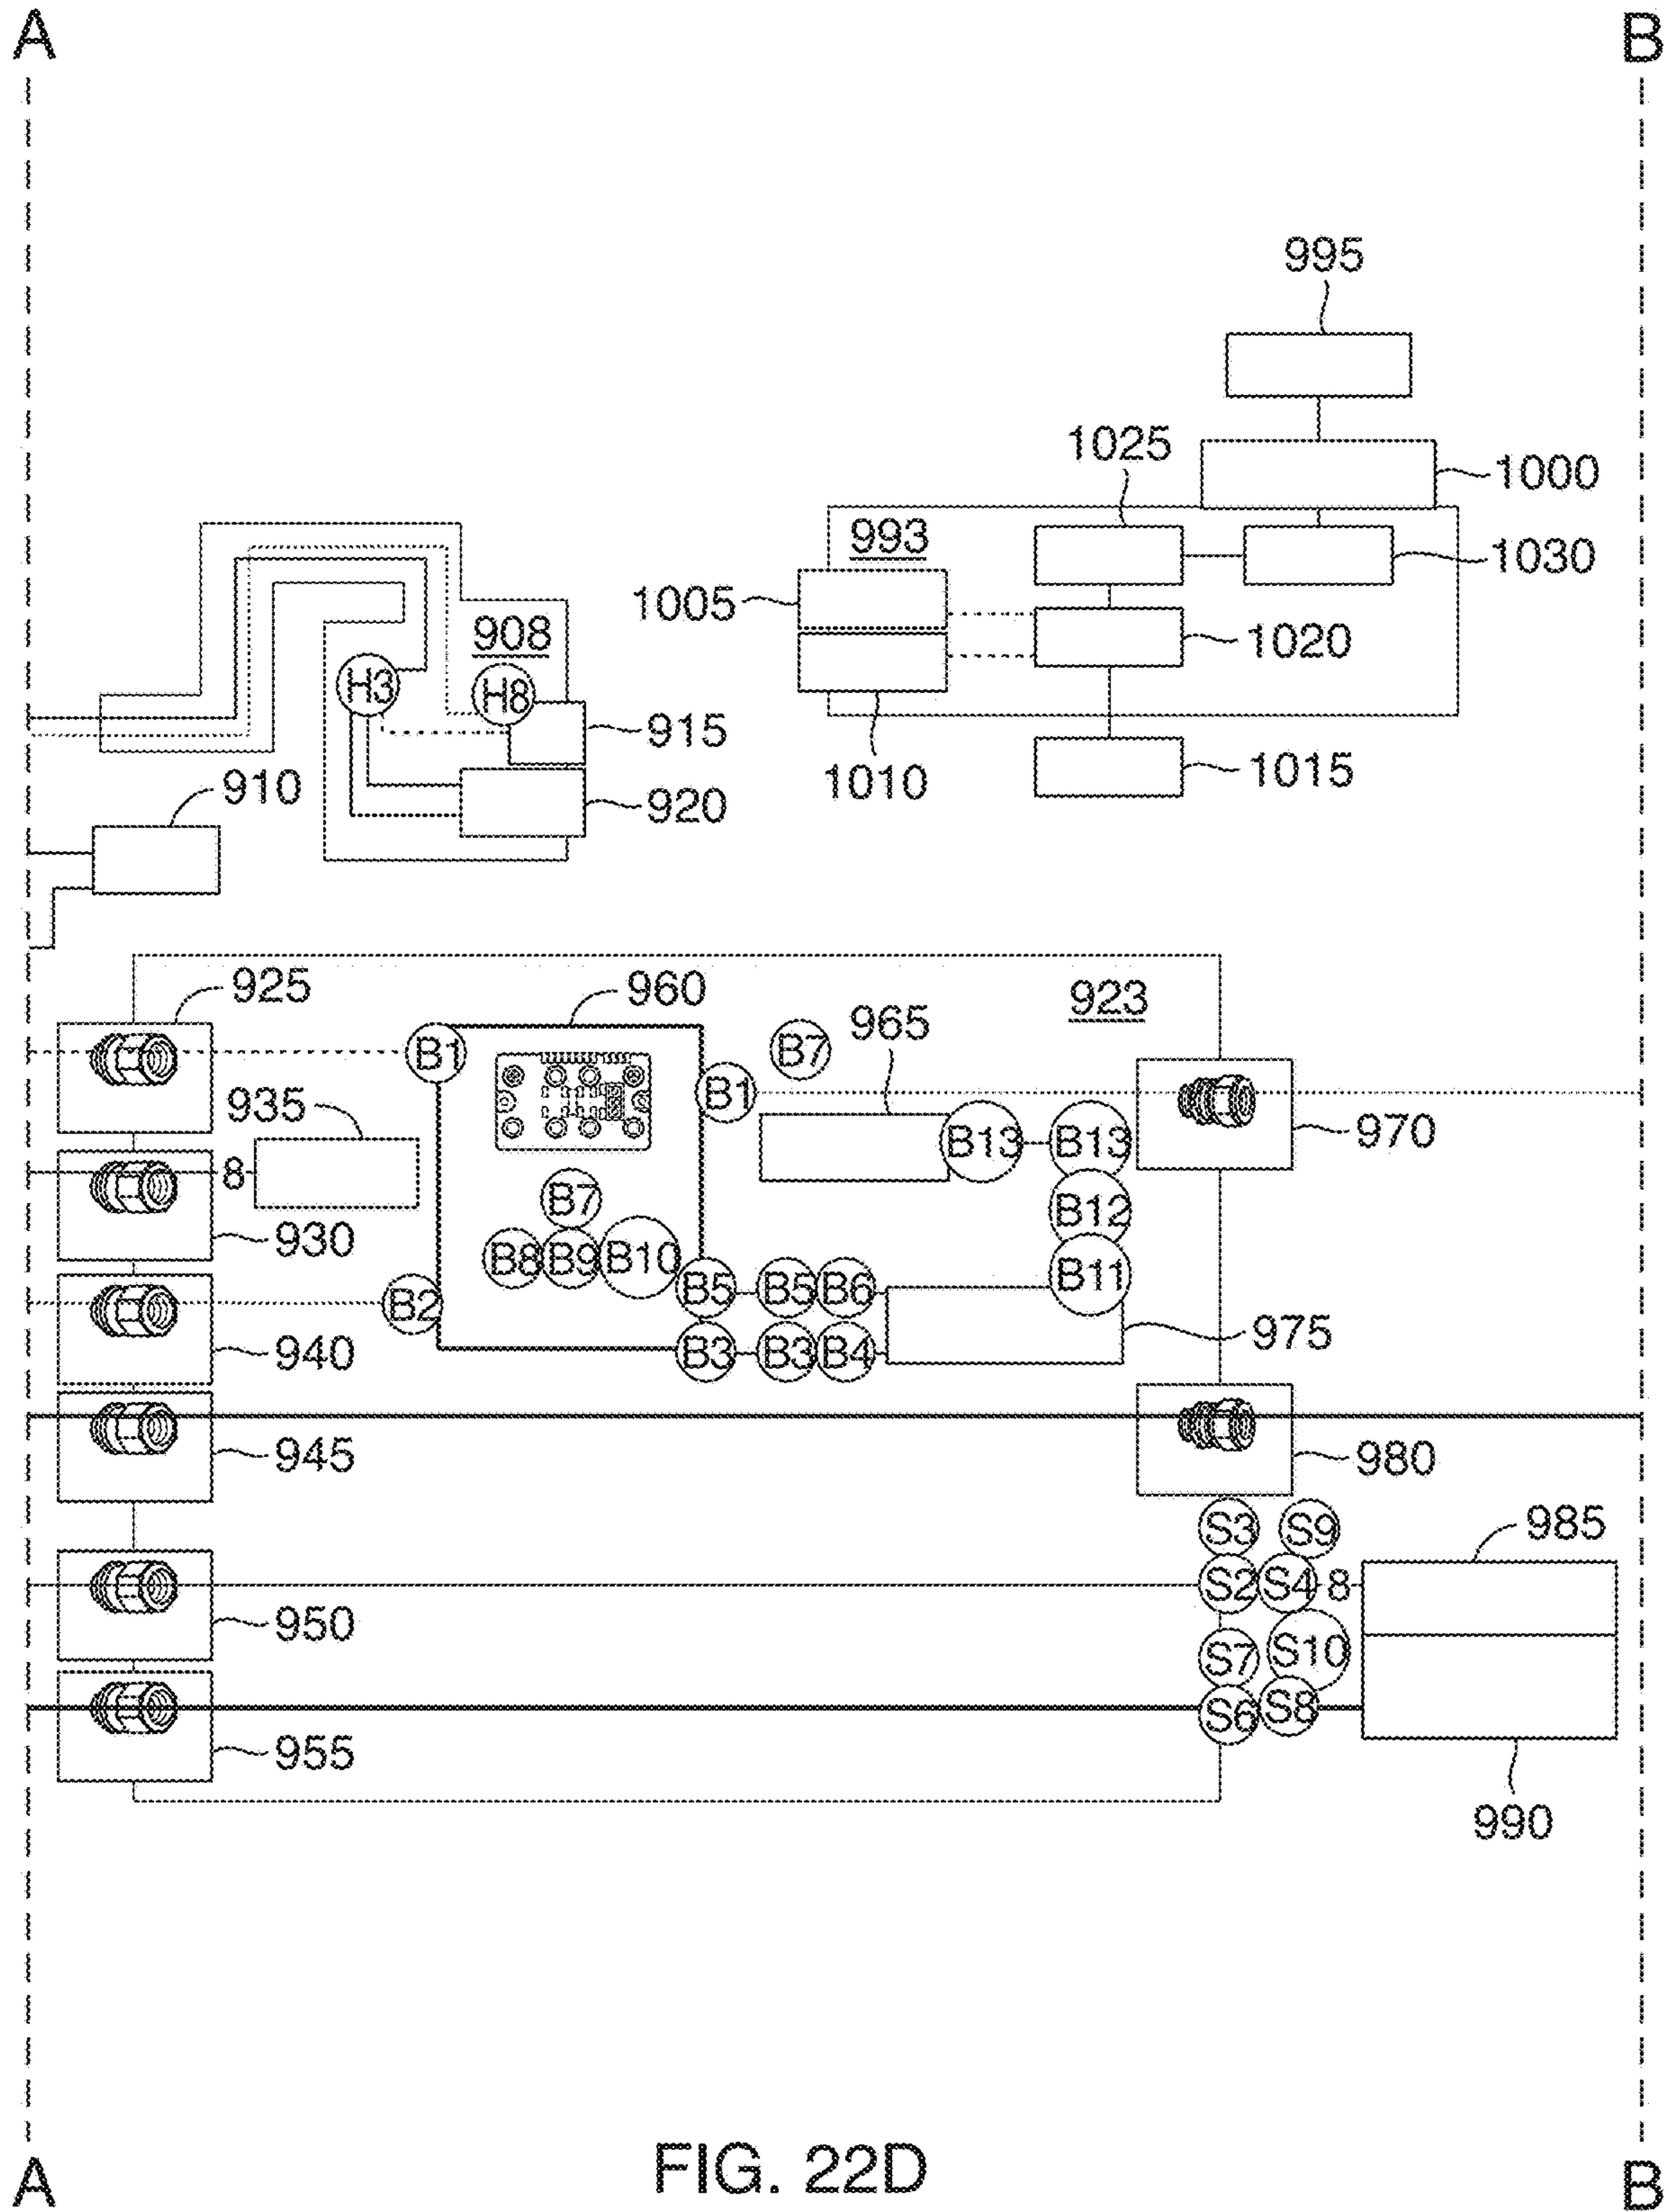 A B
995
1025
1000
993
1030
1005
908
1020
H3 H8
915
1015
1010
910
920
925
960
923
965
B1
B7
935
B1
970
B13 B13
8
B7
B12
930
B8 B9 B10
B11
B2
B5 B5 B6
975
940
B3 B3 B4
945
980
S3 S9
985
S2 S4 8
950
S7 S10
S6 S8
955
990
A B
FIG. 22D